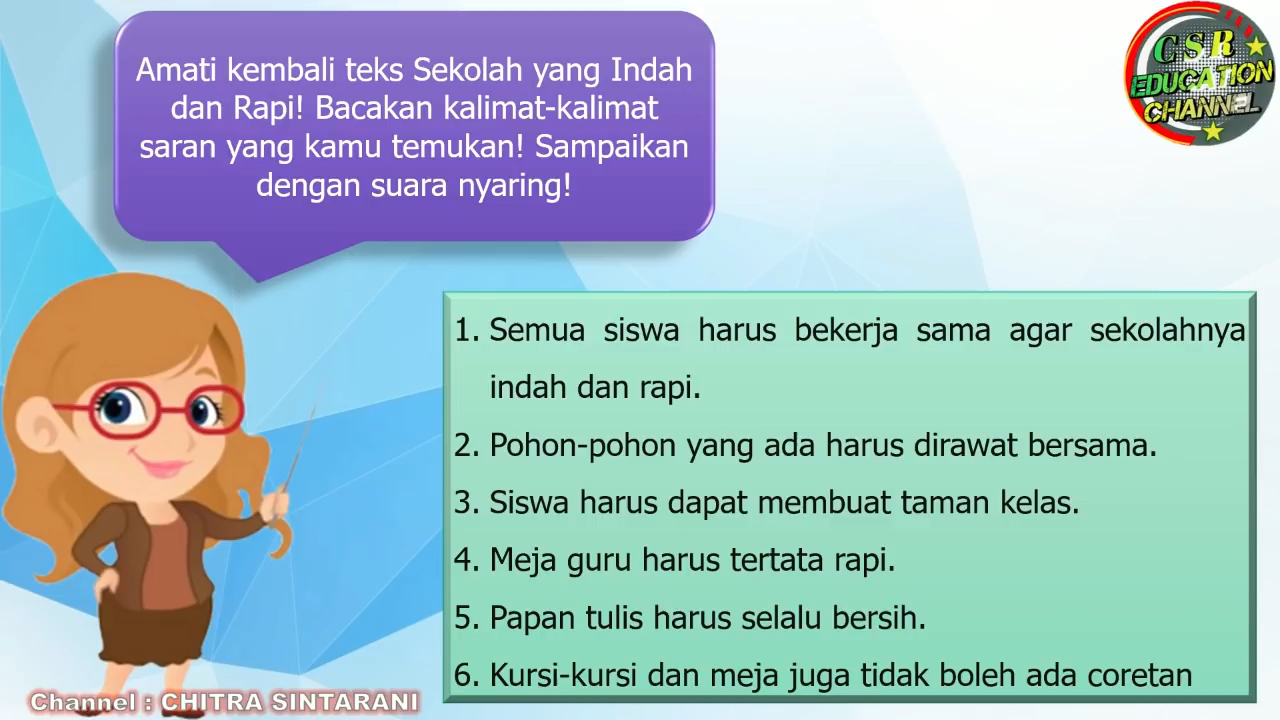 Amati kembali teks Sekolah yang Indah
dan Rapi! Bacakan kalimat-kalimat
saran yang kamu temukan! Sampaikan
dengan suara nyaring!
CSR
EDUCATION
CHANNEL
1. Semua siswa harus bekerja sama agar sekolahnya
indah dan rapi.
2. Pohon-pohon yang ada harus dirawat bersama.
3. Siswa harus dapat membuat taman kelas.
4. Meja guru harus tertata rapi.
5. Papan tulis harus selalu bersih.
6. Kursi-kursi dan meja juga tidak boleh ada coretan
Channel : CHITRA SINTARANI